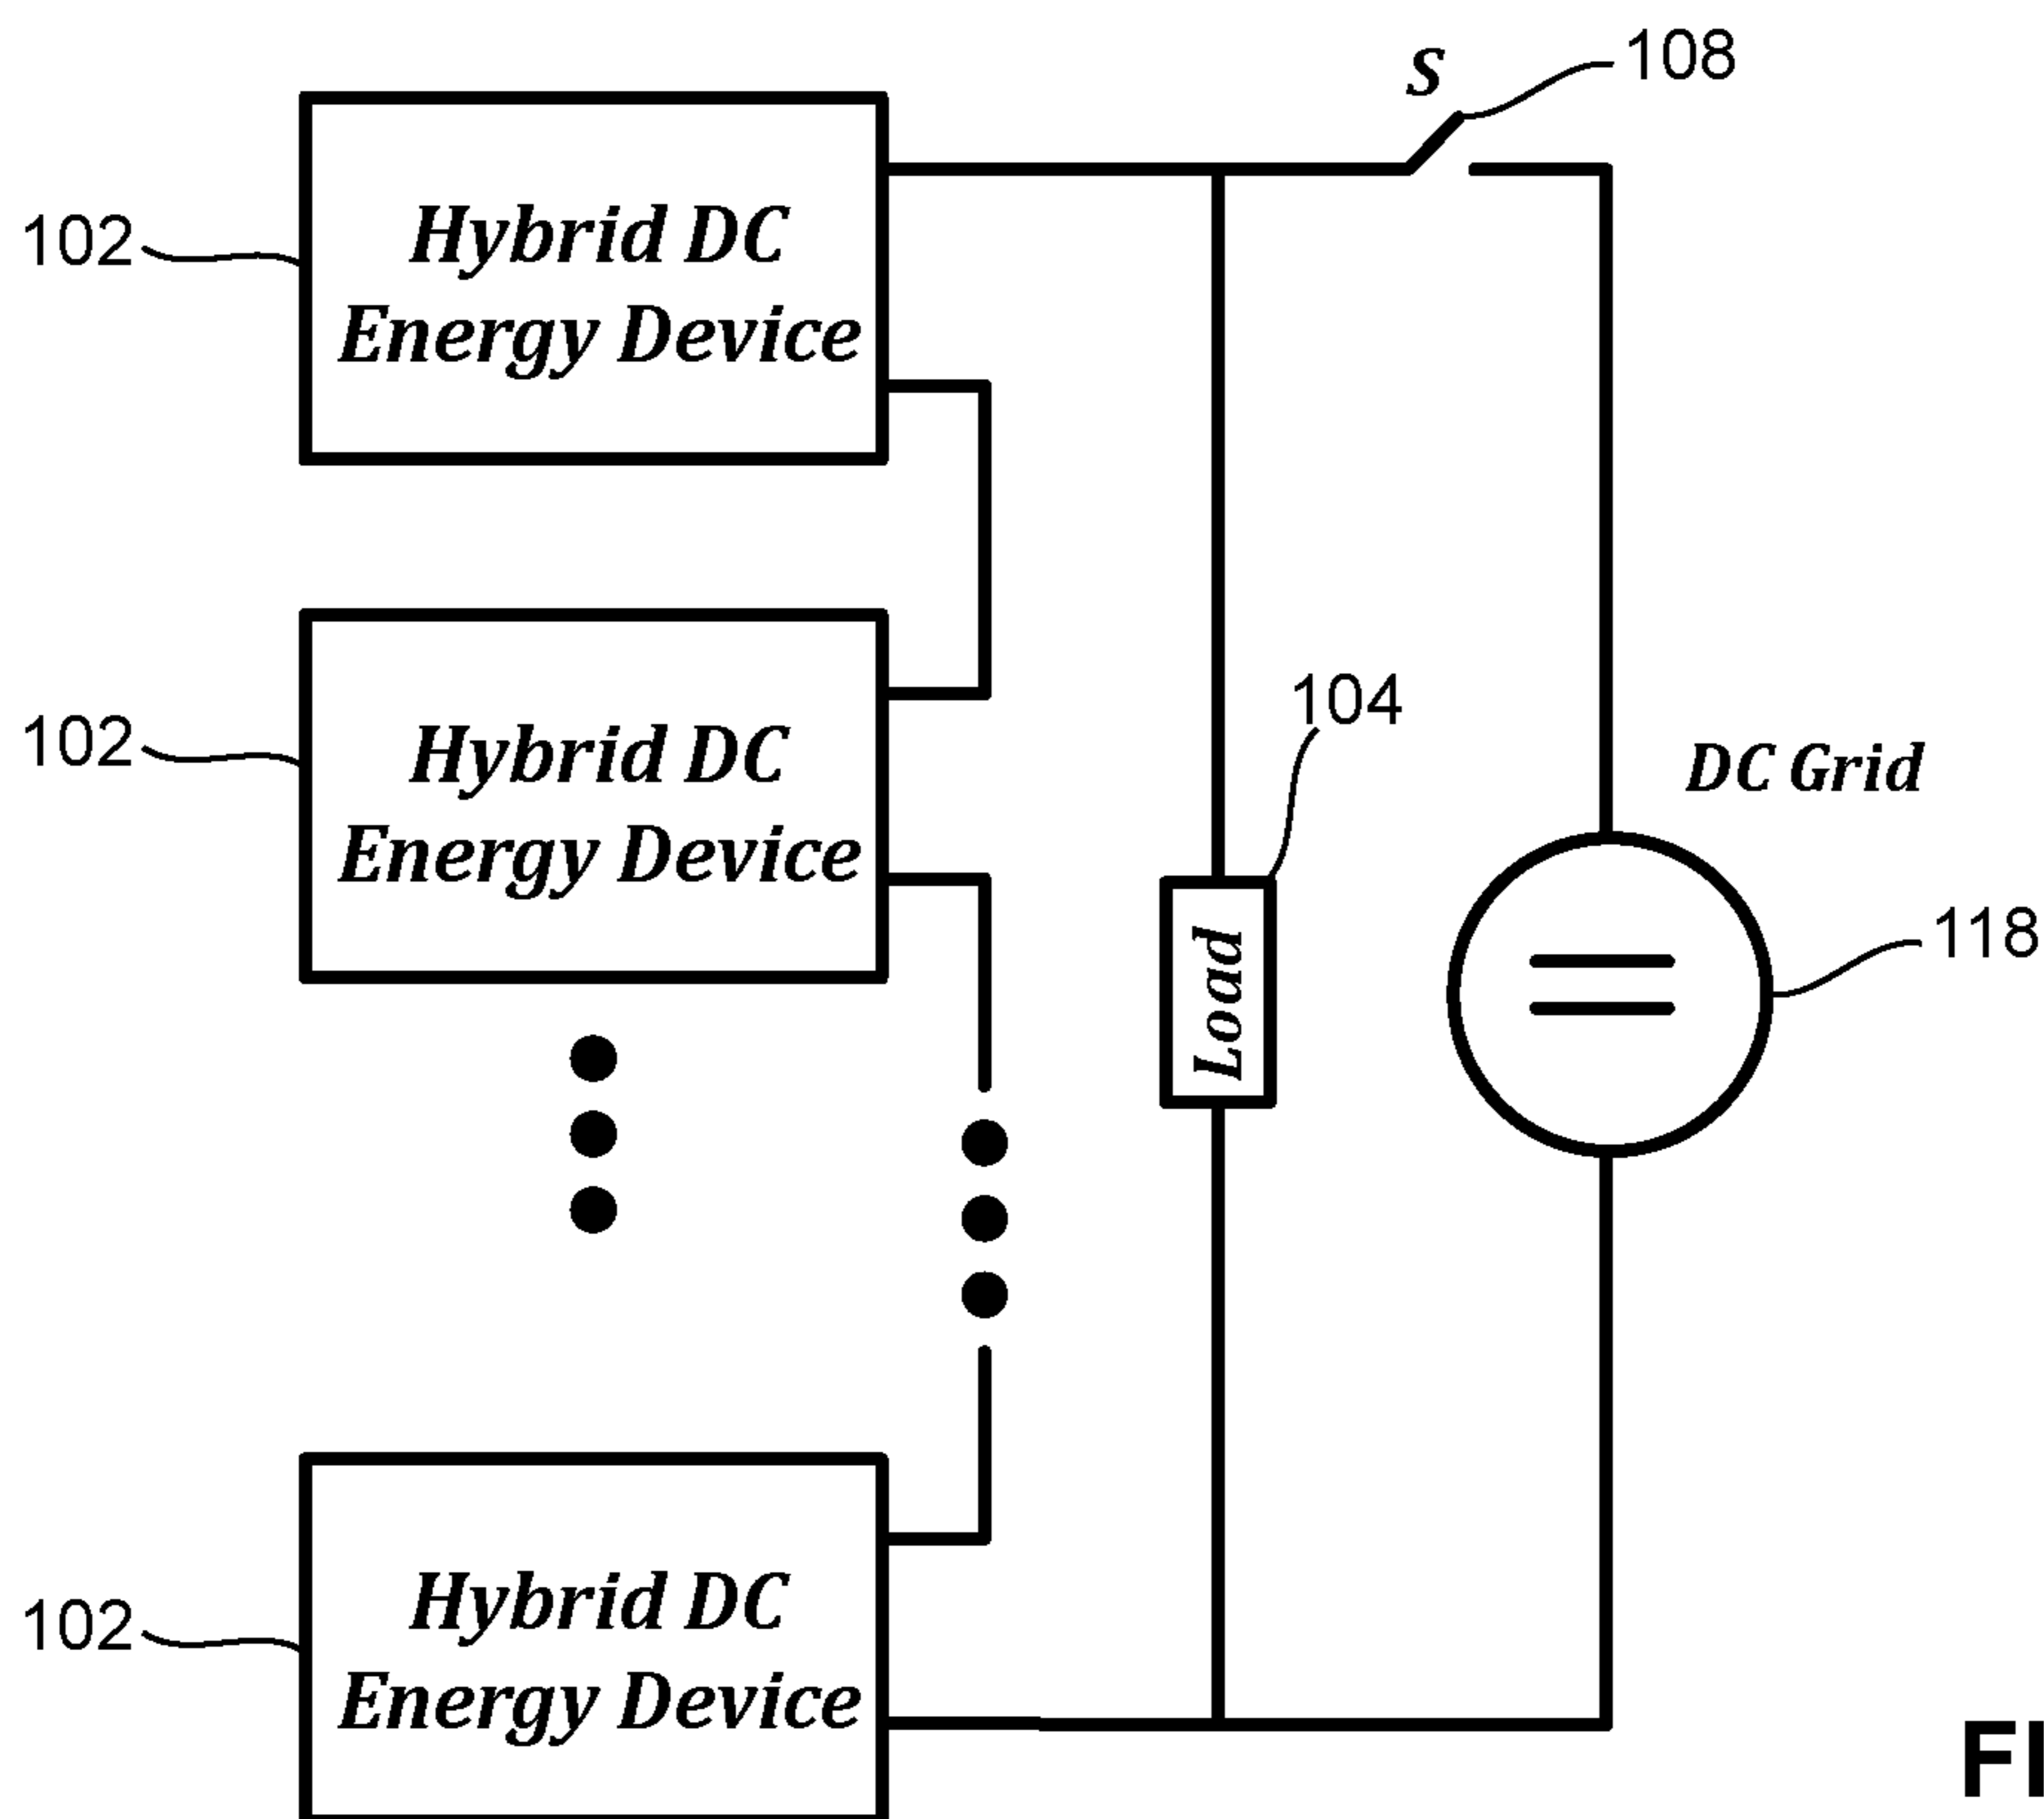 S
108
102
Hybrid DC
Energy Device
102
Hybrid DC
Energy Device
104
DC Grid
Load
118
102
Hybrid DC
Energy Device